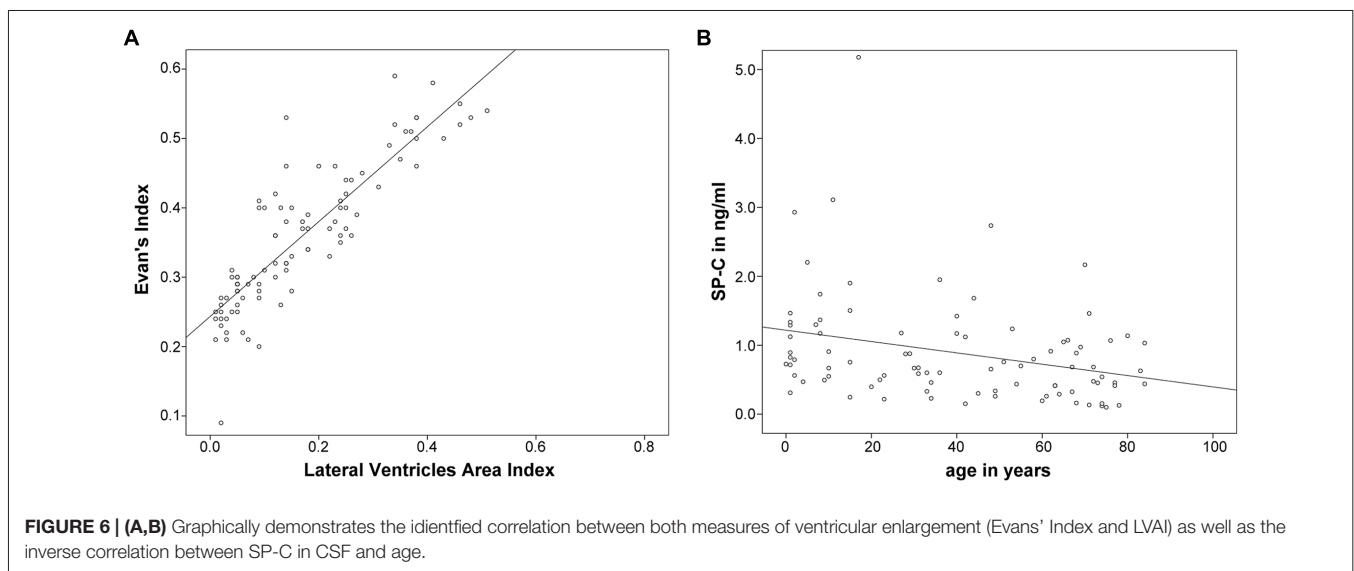 A
B
0.6
0.5
0.4
0.3
0.2
0.1
Evan's Index
0.0 0.2 0.4 0.6 0.8
Lateral Ventricles Area Index
5.0
4.0
3.0
2.0
1.0
0.0
SP-C in ng/ml
0 20 40 60 80 100
age in years
FIGURE 6 | (A,B) Graphically demonstrates the idientfied correlation between both measures of ventricular enlargement (Evans' Index and LVAI) as well as the
inverse correlation between SP-C in CSF and age.